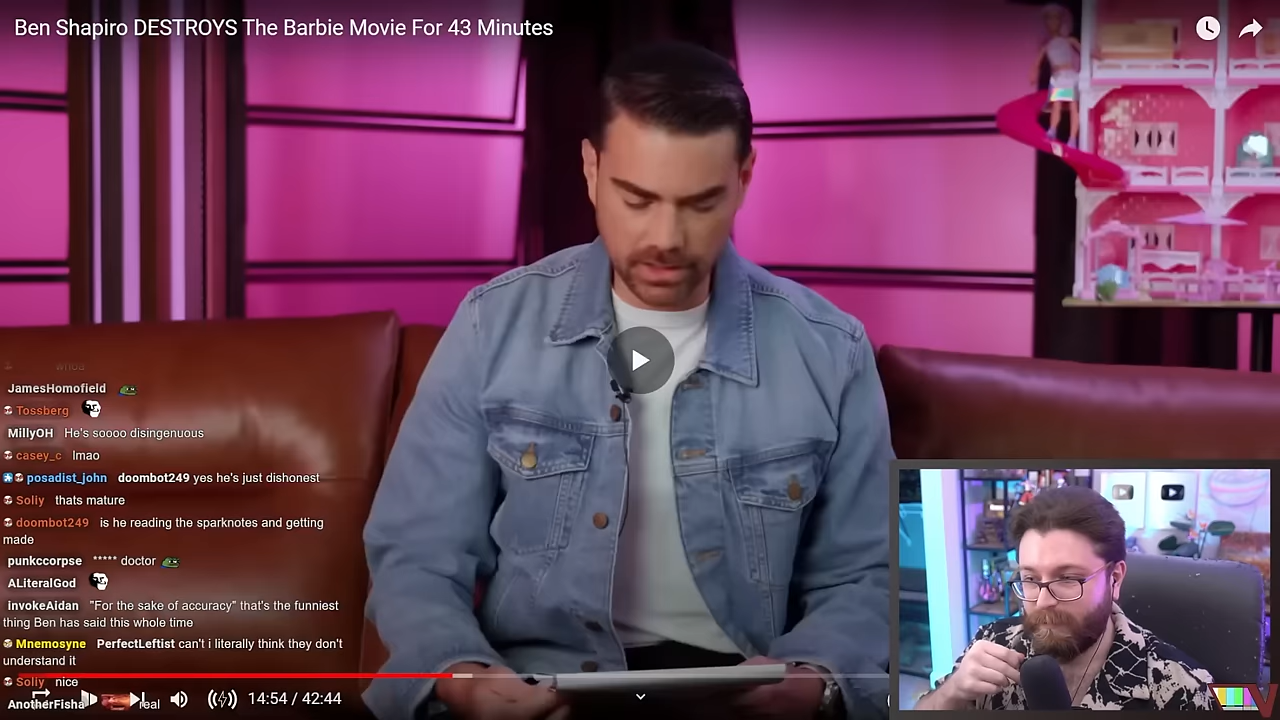 Ben Shapiro DESTROYS The Barbie Movie For 43 Minutes
whoa
JamesHomofield
Tossberg
MillyOH He's soooo disingenuous
casey_c lmao
posadist_john doombot249 yes he's just dishonest
Soliy thats mature
doombot249 is he reading the sparknotes and getting
made
punkccorpse ***** doctor
ALiteralGod
invokeAidan "For the sake of accuracy" that's the funniest
thing Ben has said this whole time
Mnemosyne PerfectLeftist can't i literally think they don't
understand it
Soliy nice
AnotherFisha real
14:54 / 42:44